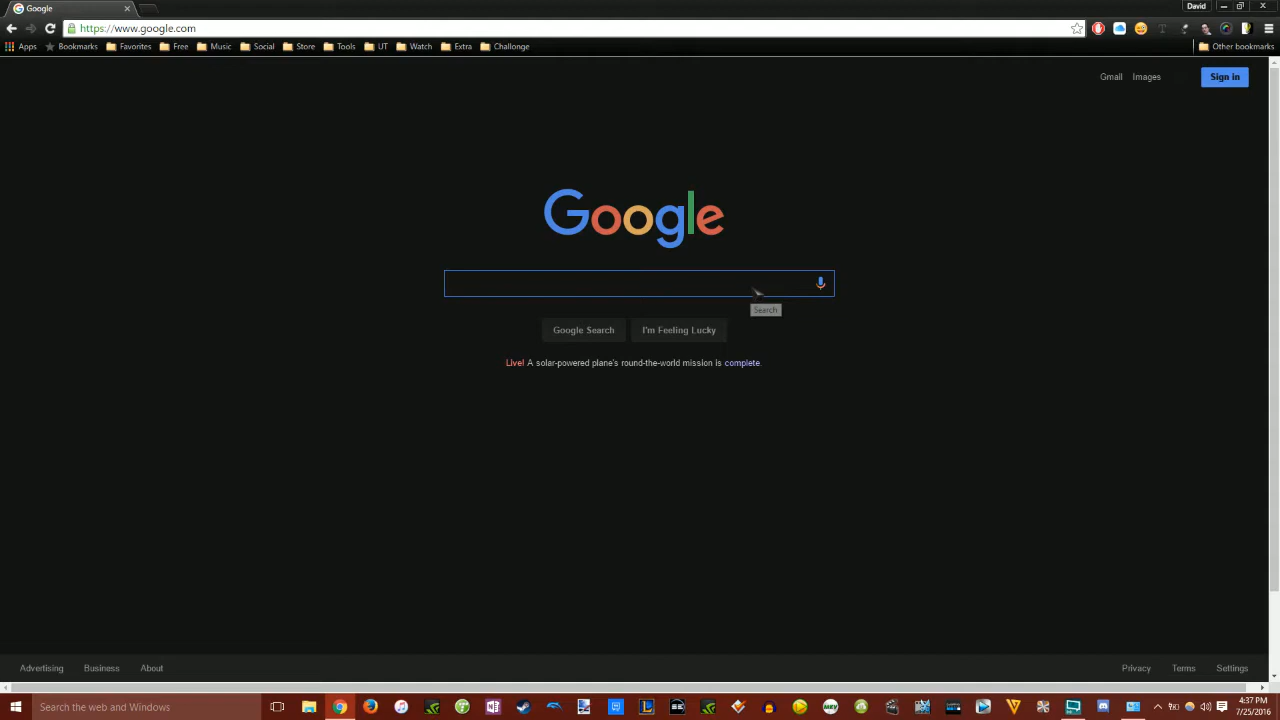 Google
David
https://www.google.com
Apps Bookmarks Favorites Free Music Social Store Tools UT Watch Extra Challonge Other bookmarks
Gmail Images Sign in
Google
Search
Google Search I'm Feeling Lucky
Live! A solar-powered plane's round-the-world mission is complete.
Advertising Business About Privacy Terms Settings
Search the web and Windows
4:37 PM
7/25/2016